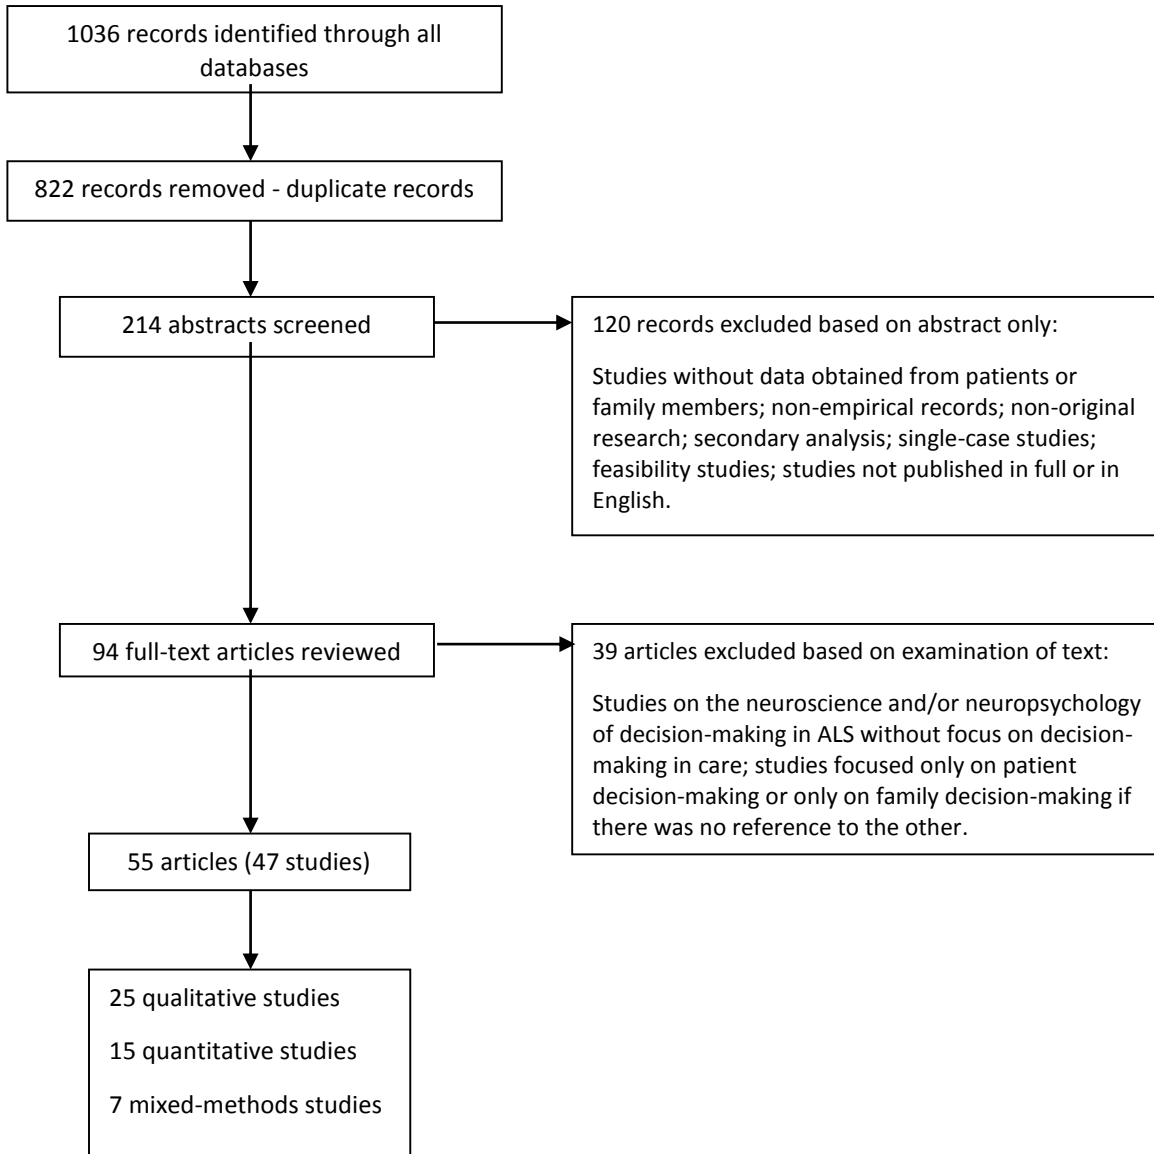 1036 records identified through all
databases
822 records removed - duplicate records
214 abstracts screened
120 records excluded based on abstract only:
Studies without data obtained from patients or
family members; non-empirical records; non-original
research; secondary analysis; single-case studies;
feasibility studies; studies not published in full or in
English.
94 full-text articles reviewed
39 articles excluded based on examination of text:
Studies on the neuroscience and/or neuropsychology
of decision-making in ALS without focus on decision-
making in care; studies focused only on patient
decision-making or only on family decision-making if
there was no reference to the other.
55 articles (47 studies)
25 qualitative studies
15 quantitative studies
7 mixed-methods studies